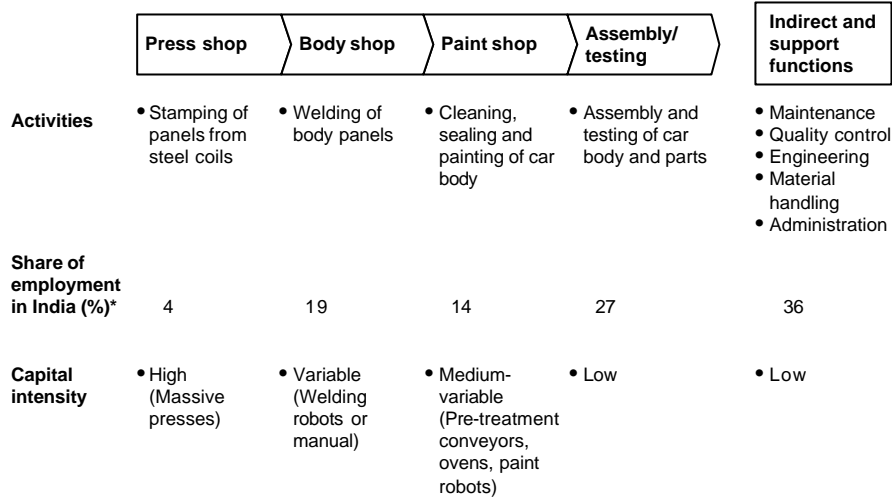 Press shop
Body shop
Paint shop
Assembly/
testing
Indirect and
support
functions
Activities
• Stamping of
panels from
steel coils
• Welding of
body panels
• Cleaning,
sealing and
painting of car
body
• Assembly and
testing of car
body and parts
• Maintenance
• Quality control
• Engineering
• Material
handling
• Administration
Share of
employment
in India (%)*
4
19
14
27
36
Capital
intensity
• High
(Massive
presses)
• Variable
(Welding
robots or
manual)
• Medium-
variable
(Pre-treatment
conveyors,
ovens, paint
robots)
• Low
• Low